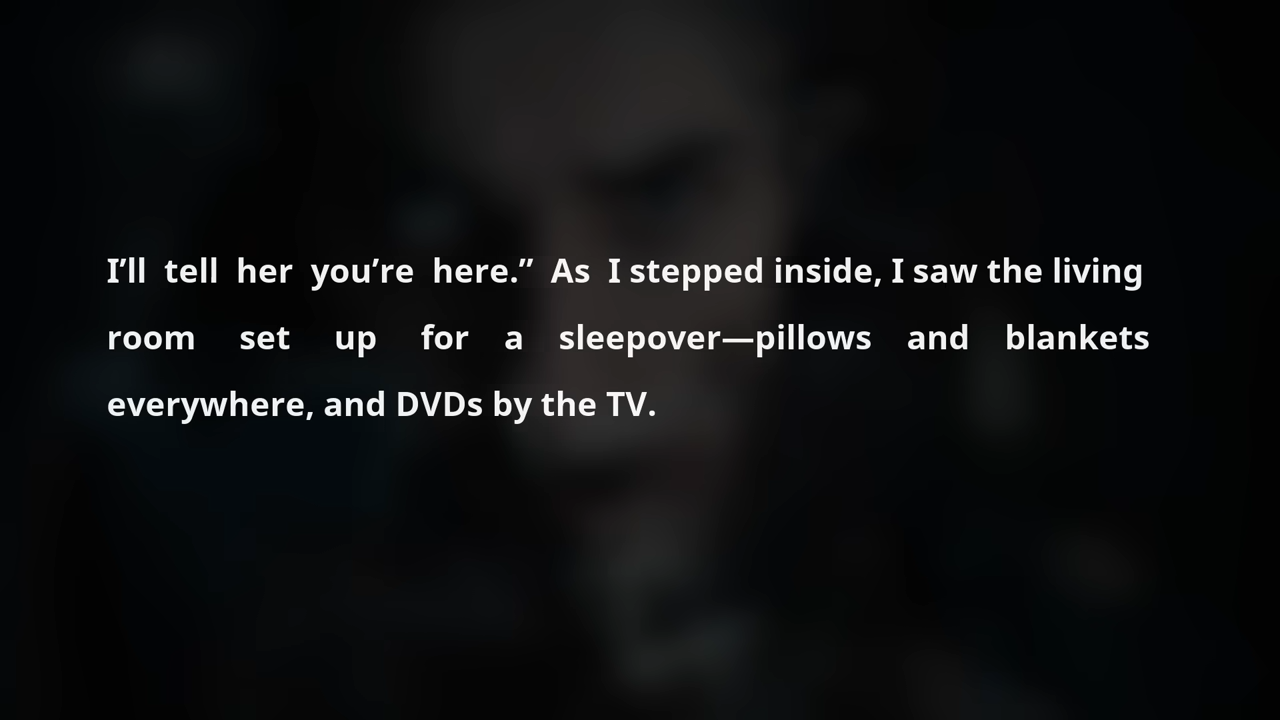 I’ll tell her you’re here.” As I stepped inside, I saw the living
room set up for a sleepover—pillows and blankets
everywhere, and DVDs by the TV.